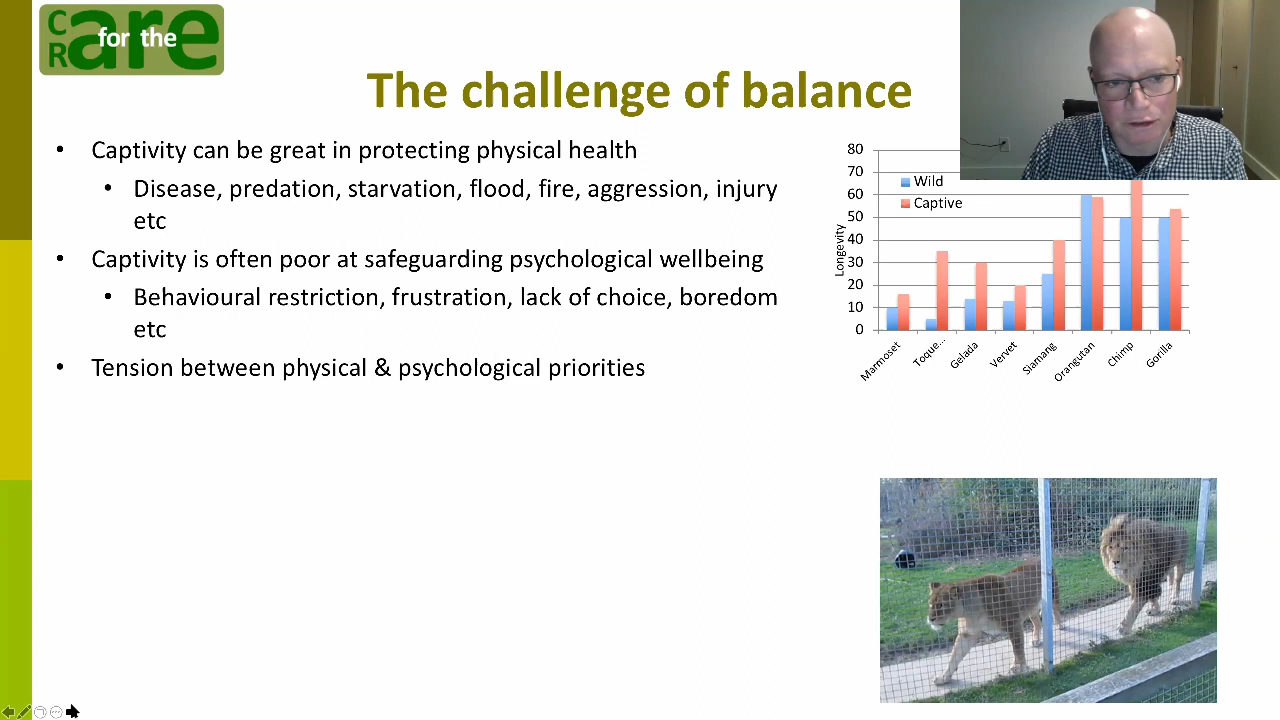 C
R
are
for the
The challenge of balance
• Captivity can be great in protecting physical health
• Disease, predation, starvation, flood, fire, aggression, injury
etc
• Captivity is often poor at safeguarding psychological wellbeing
• Behavioural restriction, frustration, lack of choice, boredom
etc
• Tension between physical & psychological priorities
80
70
60
50
40
30
20
10
0
Longevity
Wild
Captive
Marmoset
Toque...
Gelada
Vervet
Siamang
Orangutan
Chimp
Gorilla